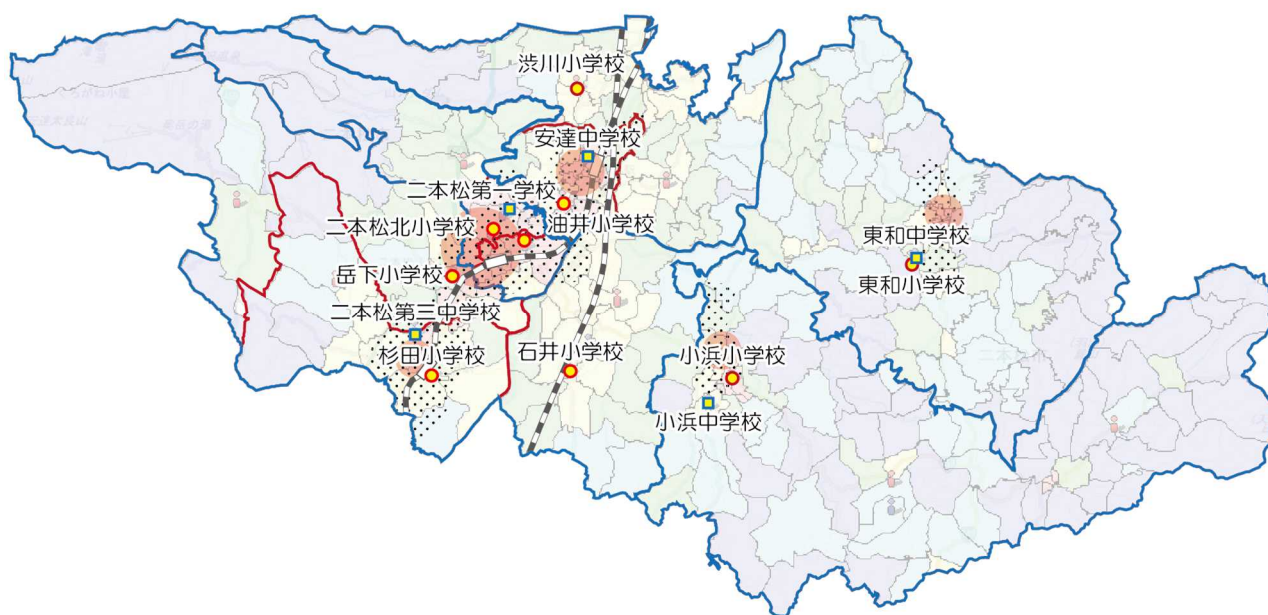 渋川小学校
安達中学校
二本松第一学校
二本松北小学校
油井小学校
岳下小学校
二本松第三中学校
杉田小学校
石井小学校
小浜小学校
小浜中学校
東和中学校
東和小学校